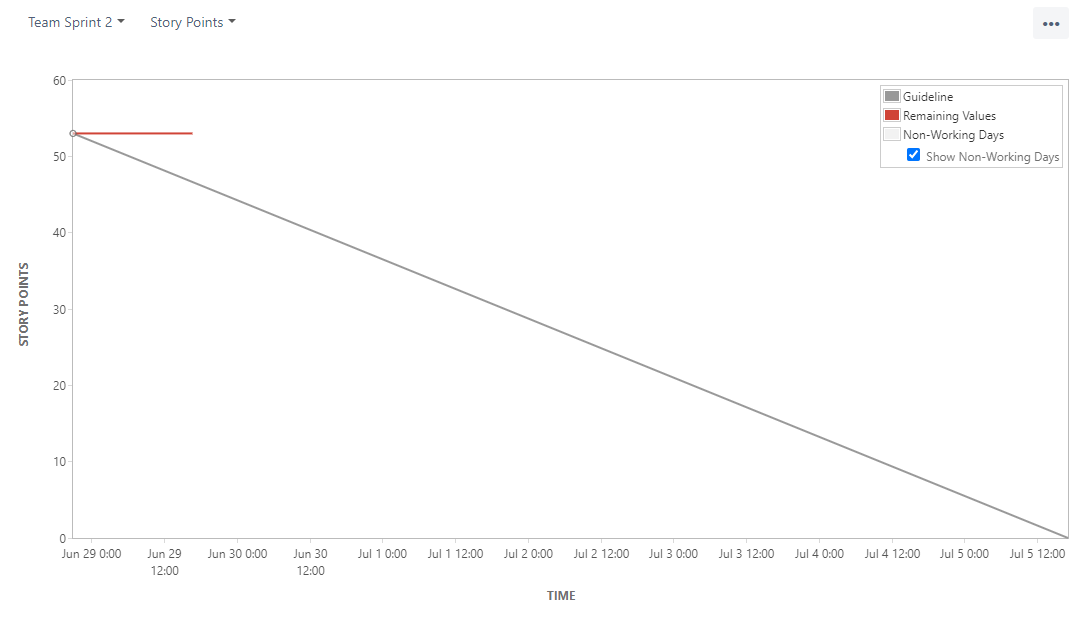 Team Sprint 2 Story Points
•••
60
50
40
30
20
10
0
STORY POINTS
Guideline
Remaining Values
Non-Working Days
Show Non-Working Days
Jun 29 0:00 Jun 29 12:00 Jun 30 0:00 Jun 30 12:00 Jul 1 0:00 Jul 1 12:00 Jul 2 0:00 Jul 2 12:00 Jul 3 0:00 Jul 3 12:00 Jul 4 0:00 Jul 4 12:00 Jul 5 0:00 Jul 5 12:00
TIME